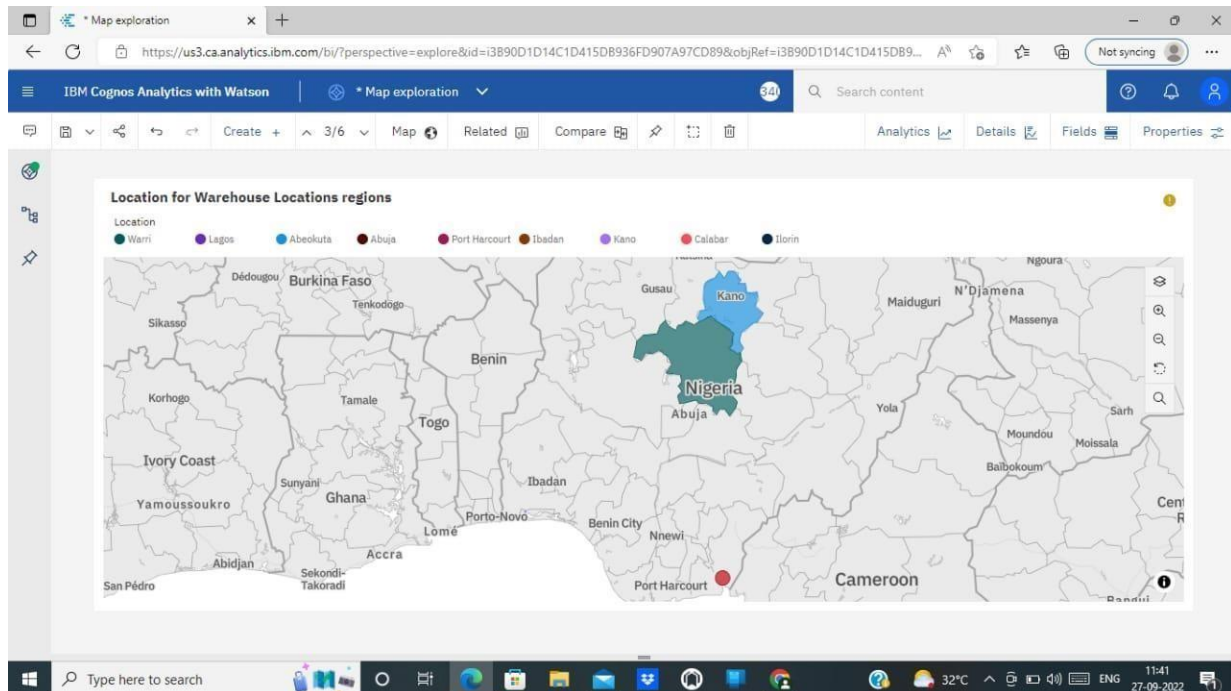 * Map exploration
https://us3.ca.analytics.ibm.com/bi/?perspective=explore&id=i3B90D1D14C1D415DB936FD907A97CD89&objRef=i3B90D1D14C1D415DB9...
Not syncing
IBM Cognos Analytics with Watson
* Map exploration
Search content
Create +
3/6
Map
Related
Compare
Analytics
Details
Fields
Properties
Location for Warehouse Locations regions
Location
Warri Lagos Abeokuta Abuja Port Harcourt Ibadan Kano Calabar Ilorin
Ngoura
Dédougou Burkina Faso Gusau Kano N'Djamena
Tenkodogo Maiduguri
Sikasso Massenya
Benin
Nigeria
Korhogo Tamale Abuja Yola Sarh
Togo Moundou Moissala
Ivory Coast Baïbokoum
Sunyani Ibadan
Ghana
Yamoussoukro Porto-Novo Benin City Cent
Lomé Nnewi R
Accra
Abidjan Sekondi-Takoradi Cameroon
San Pédro Port Harcourt
Bangui
Type here to search
32°C
ENG
11:41
27-09-2022